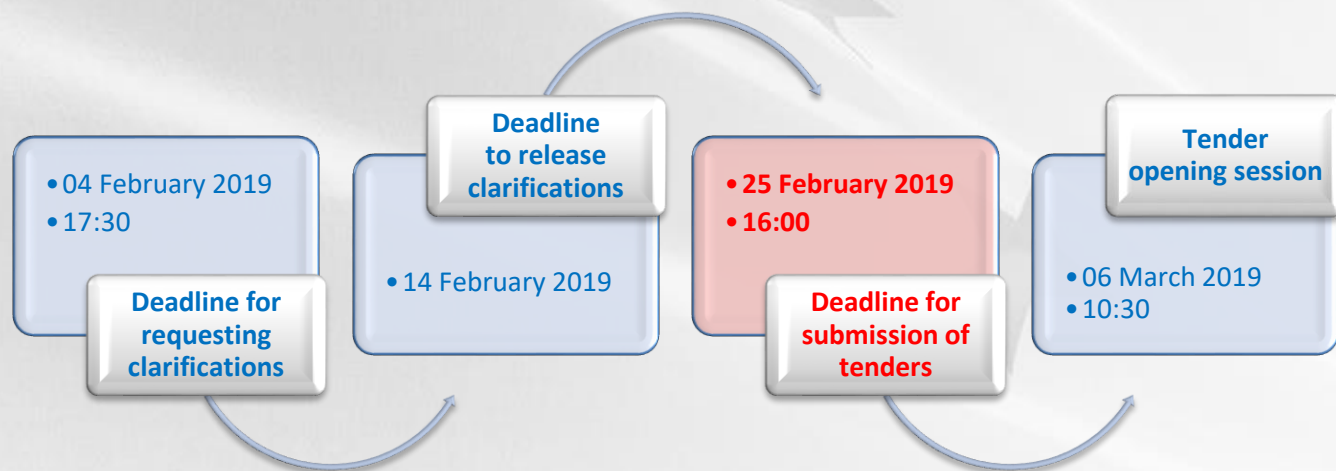 • 04 February 2019
• 17:30
Deadline for
requesting
clarifications
Deadline
to release
clarifications
• 14 February 2019
• 25 February 2019
• 16:00
Deadline for
submission of
tenders
Tender
opening session
• 06 March 2019
• 10:30